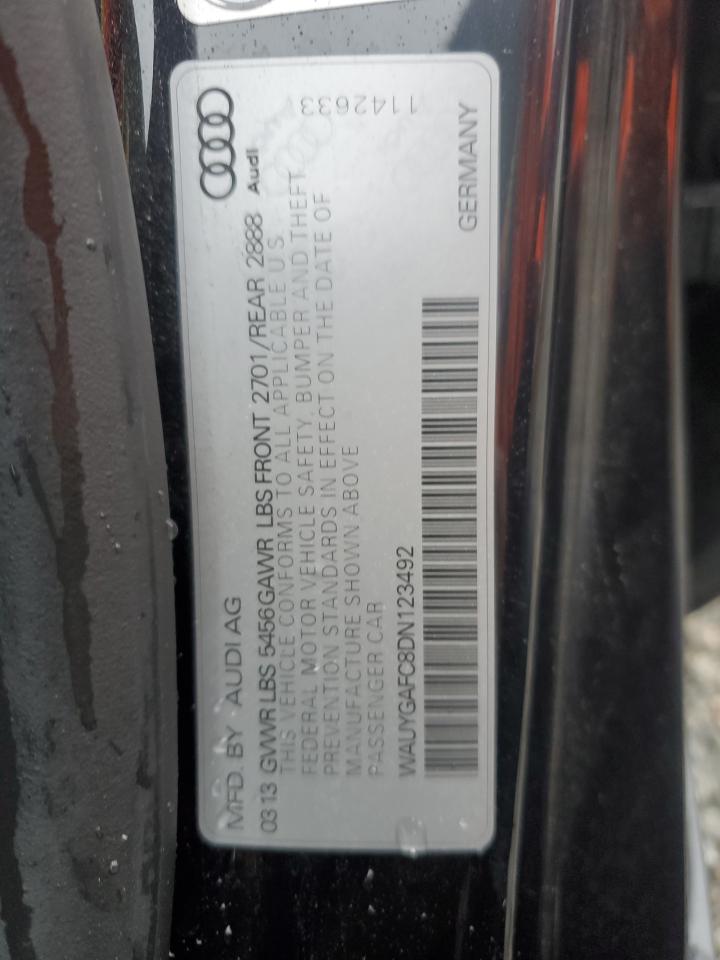 MFD. BY AUDI AG
0313 GVWR LBS 5456 GAWR LBS FRONT 2701/REAR 2888 Audi
THIS VEHICLE CONFORMS TO ALL APPLICABLE U.S.
FEDERAL MOTOR VEHICLE SAFETY, BUMPER AND THEFT
PREVENTION STANDARDS IN EFFECT ON THE DATE OF
MANUFACTURE SHOWN ABOVE
PASSENGER CAR
WAUYGAFC8DN123492
GERMANY
1142633